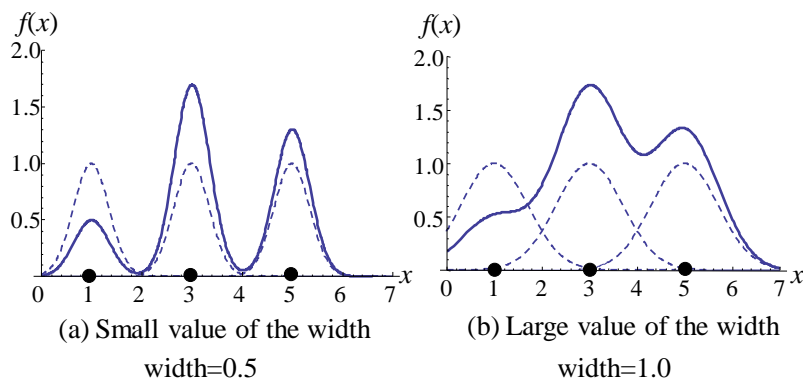 f(x)
2.0
1.5
1.0
0.5
0 1 2 3 4 5 6 7 x
(a) Small value of the width
width=0.5
f(x)
2.0
1.5
1.0
0.5
0 1 2 3 4 5 6 7 x
(b) Large value of the width
width=1.0